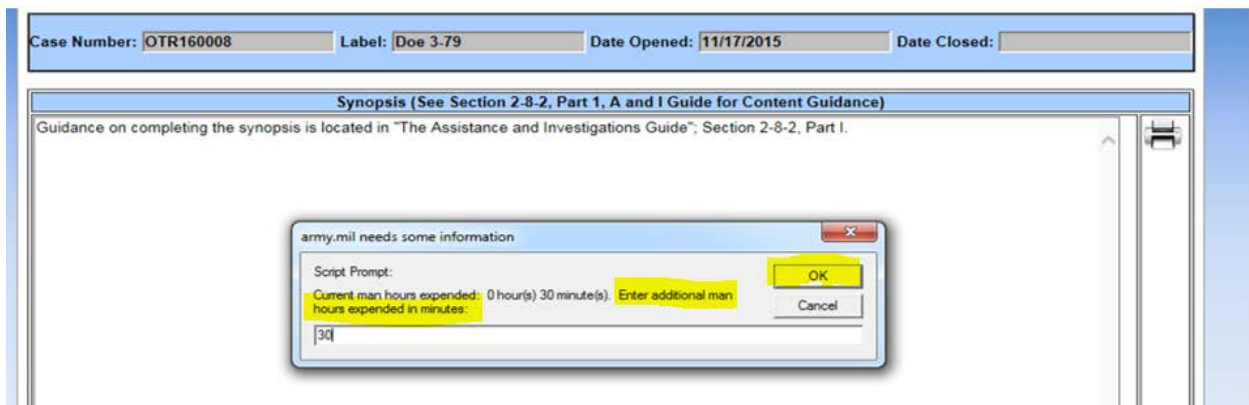 Case Number: OTR160008 Label: Doe 3-79 Date Opened: 11/17/2015 Date Closed:
Synopsis (See Section 2-8-2, Part 1, A and I Guide for Content Guidance)
Guidance on completing the synopsis is located in "The Assistance and Investigations Guide"; Section 2-8-2, Part I.
army.mil needs some information
Script Prompt:
OK
Current man hours expended: 0 hour(s) 30 minute(s). Enter additional man
hours expended in minutes:
Cancel
30